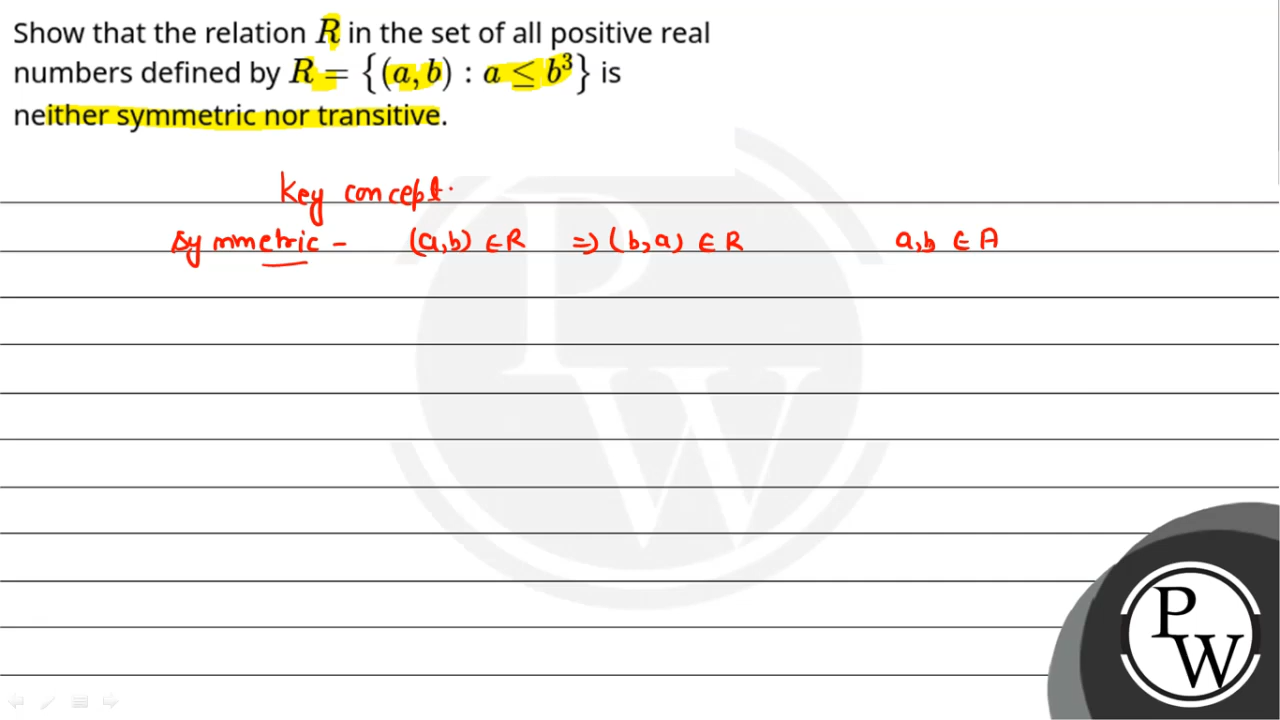 Show that the relation R in the set of all positive real
numbers defined by R = {(a, b) : a ≤ b³} is
neither symmetric nor transitive.
Key concept.
Symmetric - (a,b) ∈ R => (b,a) ∈ R a,b ∈ A
P
W
P
W